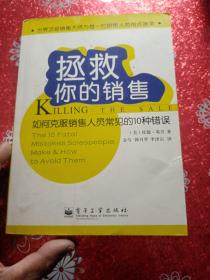 拯救
你的销售
KILLING THE SALE
如何克服销售人员常犯的10种错误
The 10 Fatal
Mistakes Salespeople
Make & How
to Avoid Them
电子工业出版社